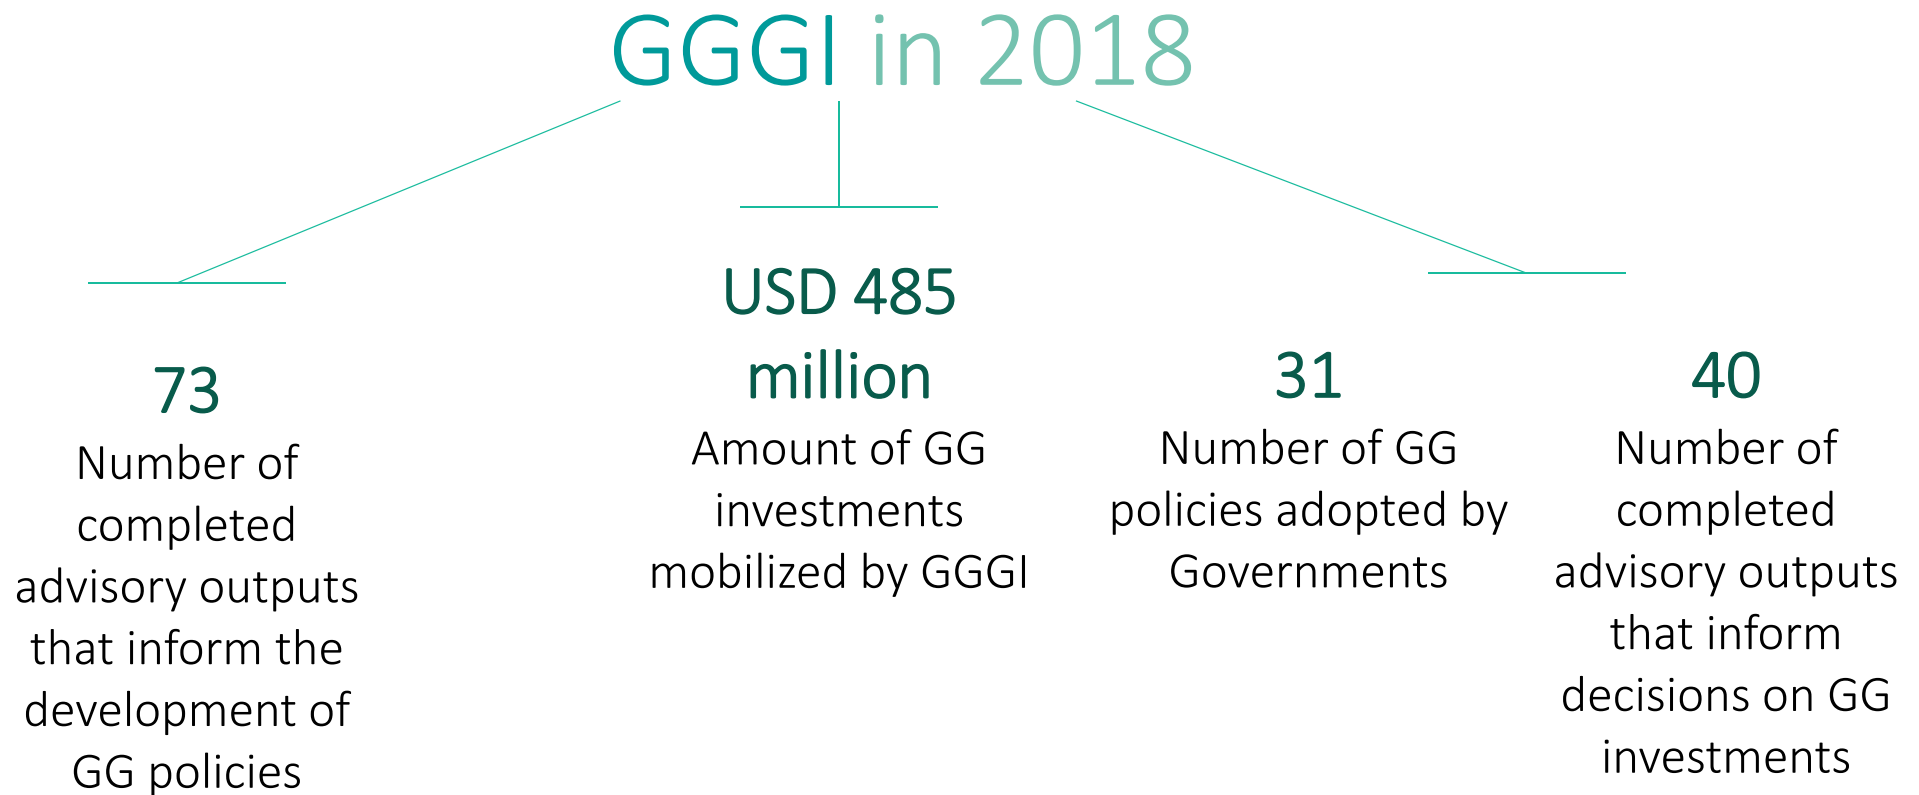 GGGI in 2018
73
Number of
completed
advisory outputs
that inform the
development of
GG policies
USD 485
million
Amount of GG
investments
mobilized by GGGI
31
Number of GG
policies adopted by
Governments
40
Number of
completed
advisory outputs
that inform
decisions on GG
investments